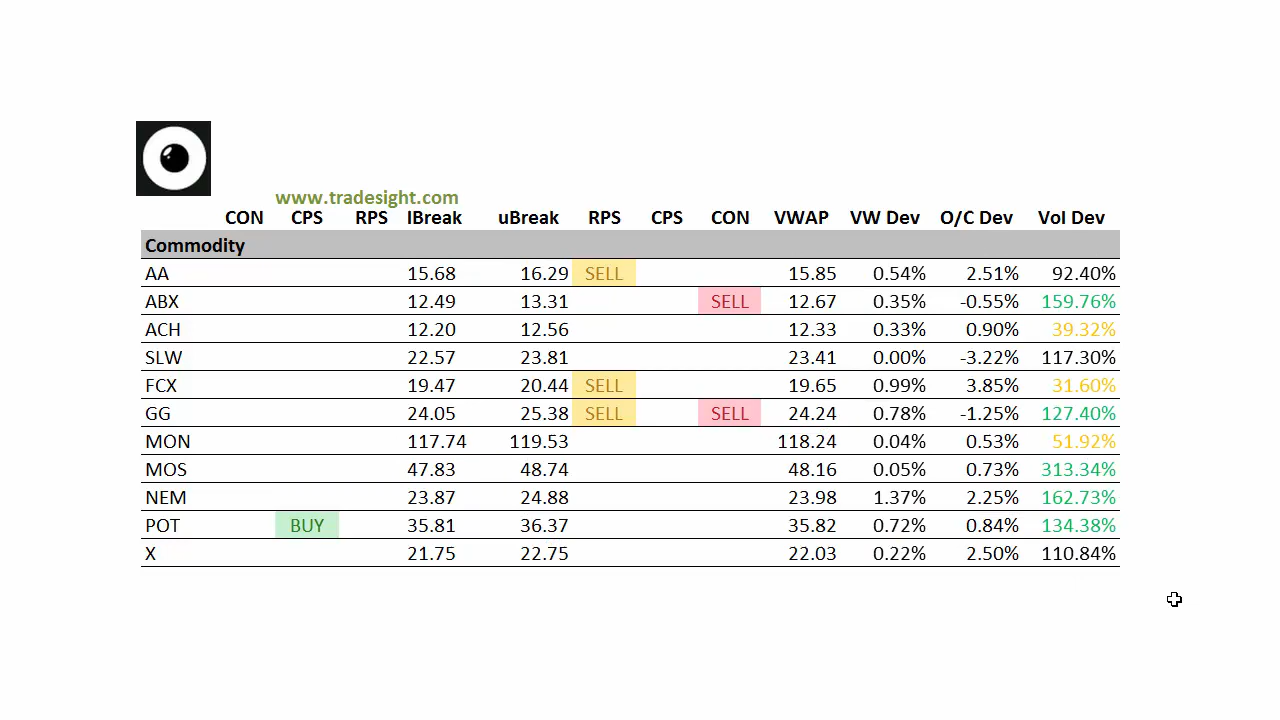 www.tradesight.com
CON CPS RPS lBreak uBreak RPS CPS CON VWAP VW Dev O/C Dev Vol Dev
Commodity
AA 15.68 16.29 SELL 15.85 0.54% 2.51% 92.40%
ABX 12.49 13.31 SELL 12.67 0.35% -0.55% 159.76%
ACH 12.20 12.56 12.33 0.33% 0.90% 39.32%
SLW 22.57 23.81 23.41 0.00% -3.22% 117.30%
FCX 19.47 20.44 SELL 19.65 0.99% 3.85% 31.60%
GG 24.05 25.38 SELL SELL 24.24 0.78% -1.25% 127.40%
MON 117.74 119.53 118.24 0.04% 0.53% 51.92%
MOS 47.83 48.74 48.16 0.05% 0.73% 313.34%
NEM 23.87 24.88 23.98 1.37% 2.25% 162.73%
POT BUY 35.81 36.37 35.82 0.72% 0.84% 134.38%
X 21.75 22.75 22.03 0.22% 2.50% 110.84%